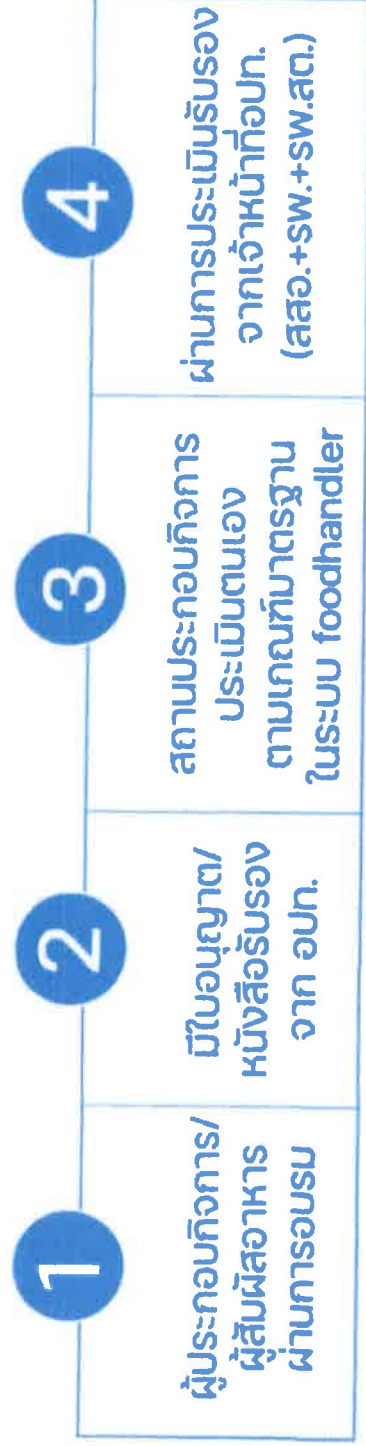 1
ผู้ประกอบกิจการ/
ผู้สัมผัสอาหาร
ผ่านการอบรม
2
มีใบอนุญาต/
หนังสือรับรอง
จาก อปท.
3
สถานประกอบกิจการ
ประเมินตนเอง
ตามเกณฑ์มาตรฐาน
ในระบบ foodhandler
4
ผ่านการประเมินรับรอง
จากเจ้าหน้าที่อปท.
(สสอ.+รพ.+รพ.สต.)